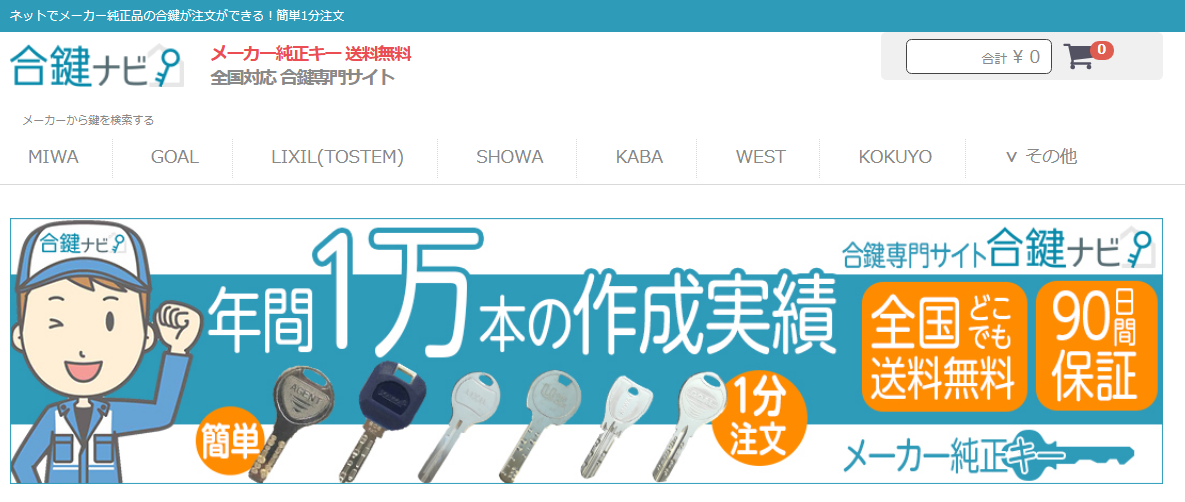 ネットでメーカー純正品の合鍵が注文ができる！簡単1分注文
合鍵ナビ
メーカー純正キー 送料無料
全国対応 合鍵専門サイト
合計 ¥ 0
0
メーカーから鍵を検索する
MIWA
GOAL
LIXIL(TOSTEM)
SHOWA
KABA
WEST
KOKUYO
∨ その他
合鍵ナビ
年間1万本の作成実績
合鍵専門サイト合鍵ナビ
全国どこでも
送料無料
90日間
保証
簡単
AGENT
1分
注文
メーカー純正キー